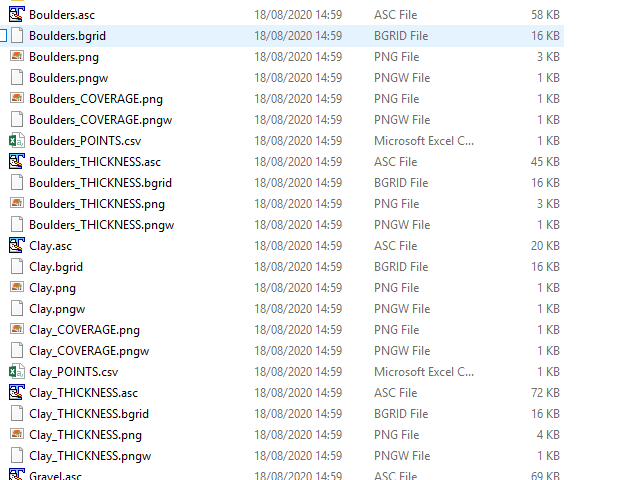 Boulders.asc 18/08/2020 14:59 ASC File 58 KB
Boulders.bgrid 18/08/2020 14:59 BGRID File 16 KB
Boulders.png 18/08/2020 14:59 PNG File 3 KB
Boulders.pngw 18/08/2020 14:59 PNGW File 1 KB
Boulders_COVERAGE.png 18/08/2020 14:59 PNG File 1 KB
Boulders_COVERAGE.pngw 18/08/2020 14:59 PNGW File 1 KB
Boulders_POINTS.csv 18/08/2020 14:59 Microsoft Excel C... 1 KB
Boulders_THICKNESS.asc 18/08/2020 14:59 ASC File 45 KB
Boulders_THICKNESS.bgrid 18/08/2020 14:59 BGRID File 16 KB
Boulders_THICKNESS.png 18/08/2020 14:59 PNG File 3 KB
Boulders_THICKNESS.pngw 18/08/2020 14:59 PNGW File 1 KB
Clay.asc 18/08/2020 14:59 ASC File 20 KB
Clay.bgrid 18/08/2020 14:59 BGRID File 16 KB
Clay.png 18/08/2020 14:59 PNG File 1 KB
Clay.pngw 18/08/2020 14:59 PNGW File 1 KB
Clay_COVERAGE.png 18/08/2020 14:59 PNG File 1 KB
Clay_COVERAGE.pngw 18/08/2020 14:59 PNGW File 1 KB
Clay_POINTS.csv 18/08/2020 14:59 Microsoft Excel C... 1 KB
Clay_THICKNESS.asc 18/08/2020 14:59 ASC File 72 KB
Clay_THICKNESS.bgrid 18/08/2020 14:59 BGRID File 16 KB
Clay_THICKNESS.png 18/08/2020 14:59 PNG File 4 KB
Clay_THICKNESS.pngw 18/08/2020 14:59 PNGW File 1 KB
Gravel.asc 18/08/2020 14:59 ASC File 69 KB